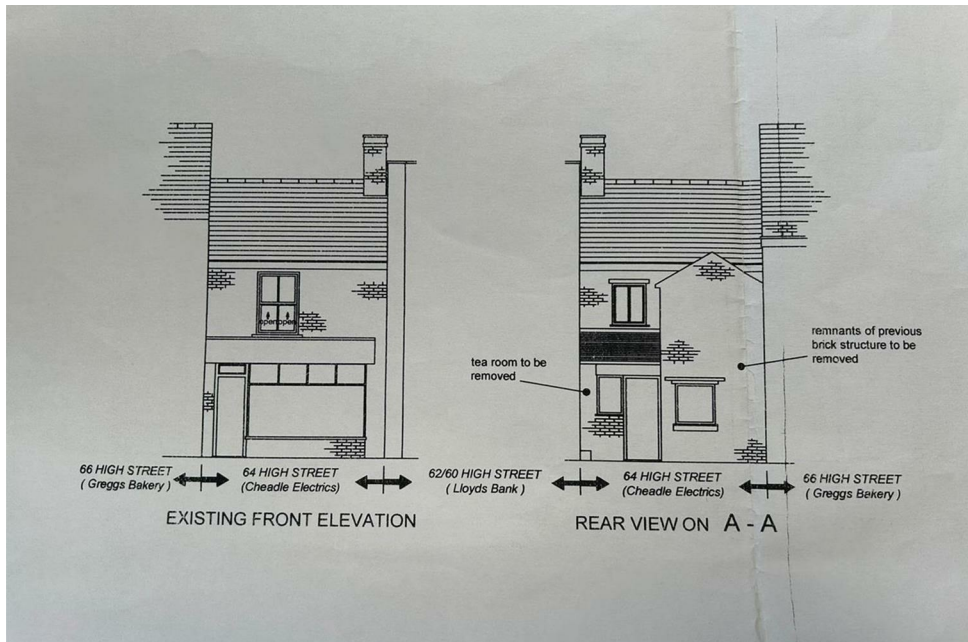 open open
tea room to be
removed
remnants of previous
brick structure to be
removed
66 HIGH STREET
( Greggs Bakery )
64 HIGH STREET
(Cheadle Electrics)
62/60 HIGH STREET
( Lloyds Bank )
64 HIGH STREET
(Cheadle Electrics)
66 HIGH STREET
( Greggs Bakery )
EXISTING FRONT ELEVATION
REAR VIEW ON A - A